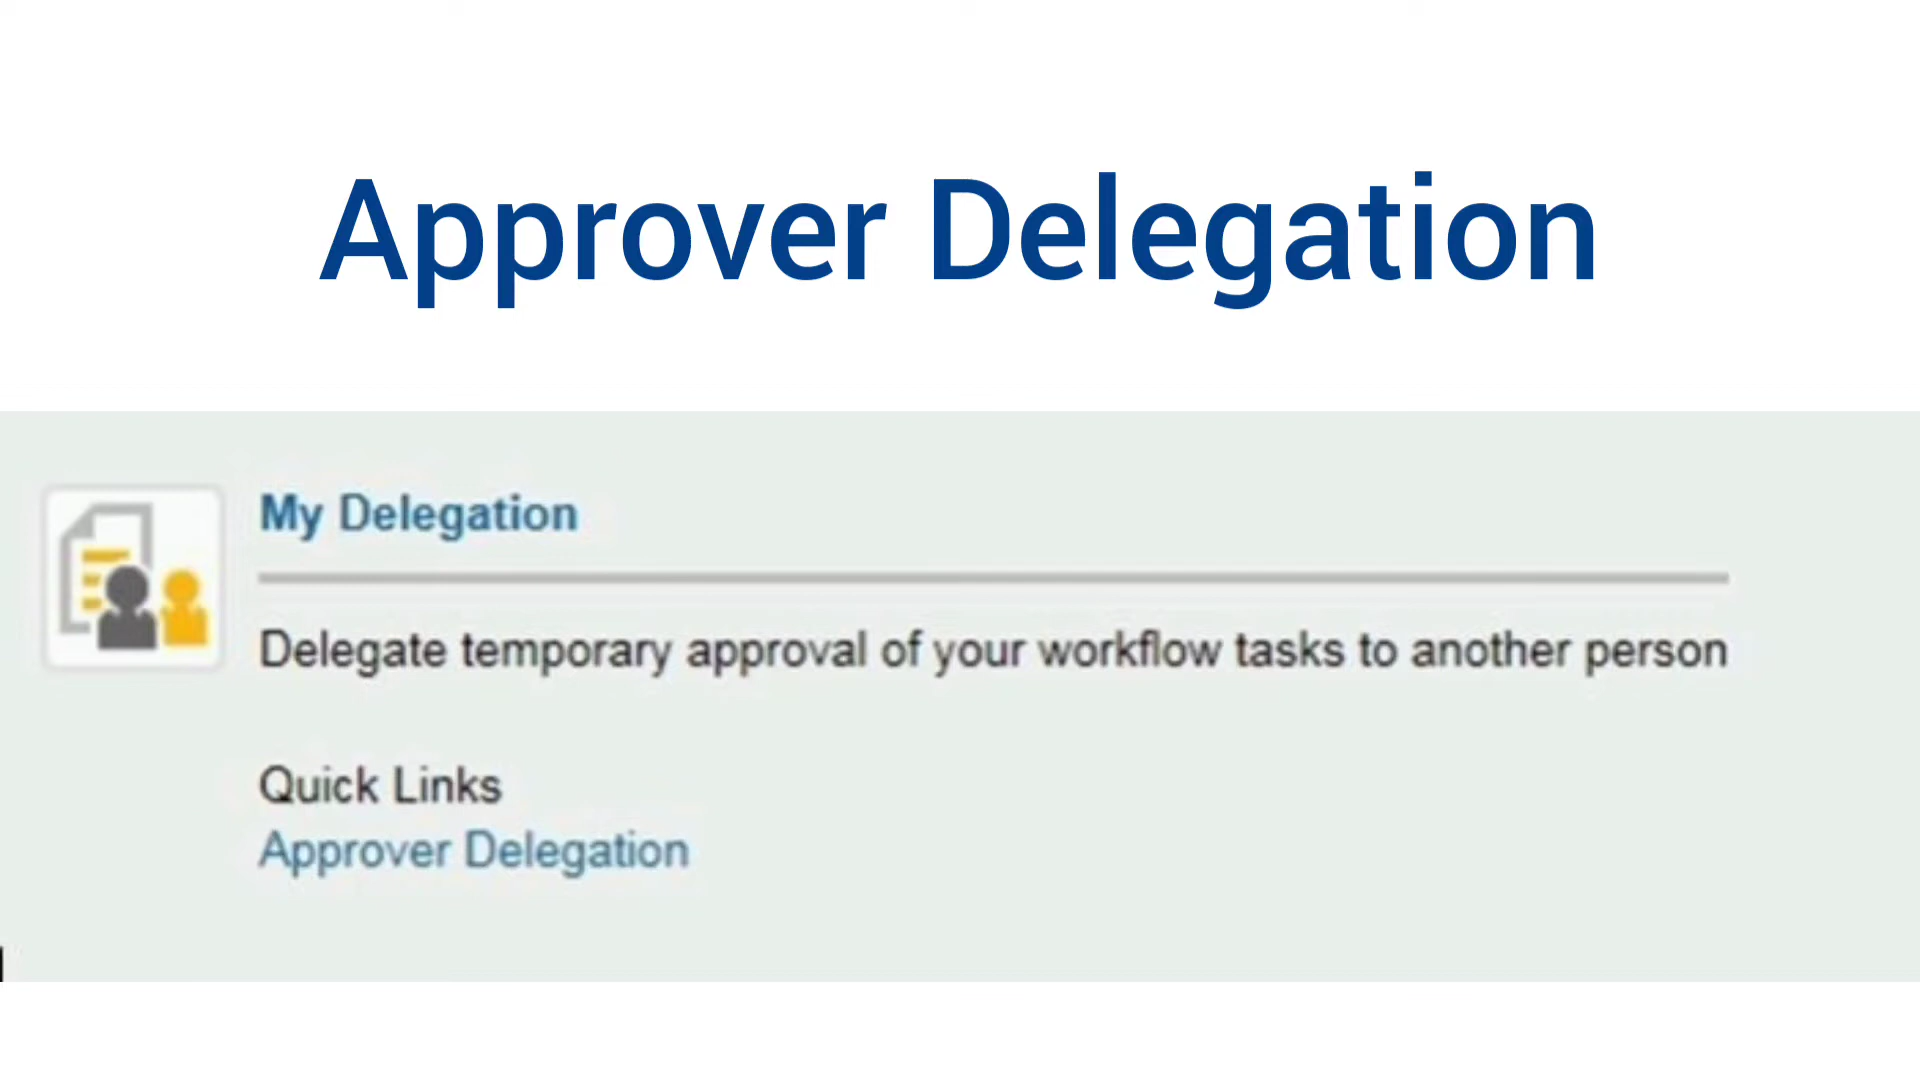 Approver Delegation
My Delegation
Delegate temporary approval of your workflow tasks to another person
Quick Links
Approver Delegation